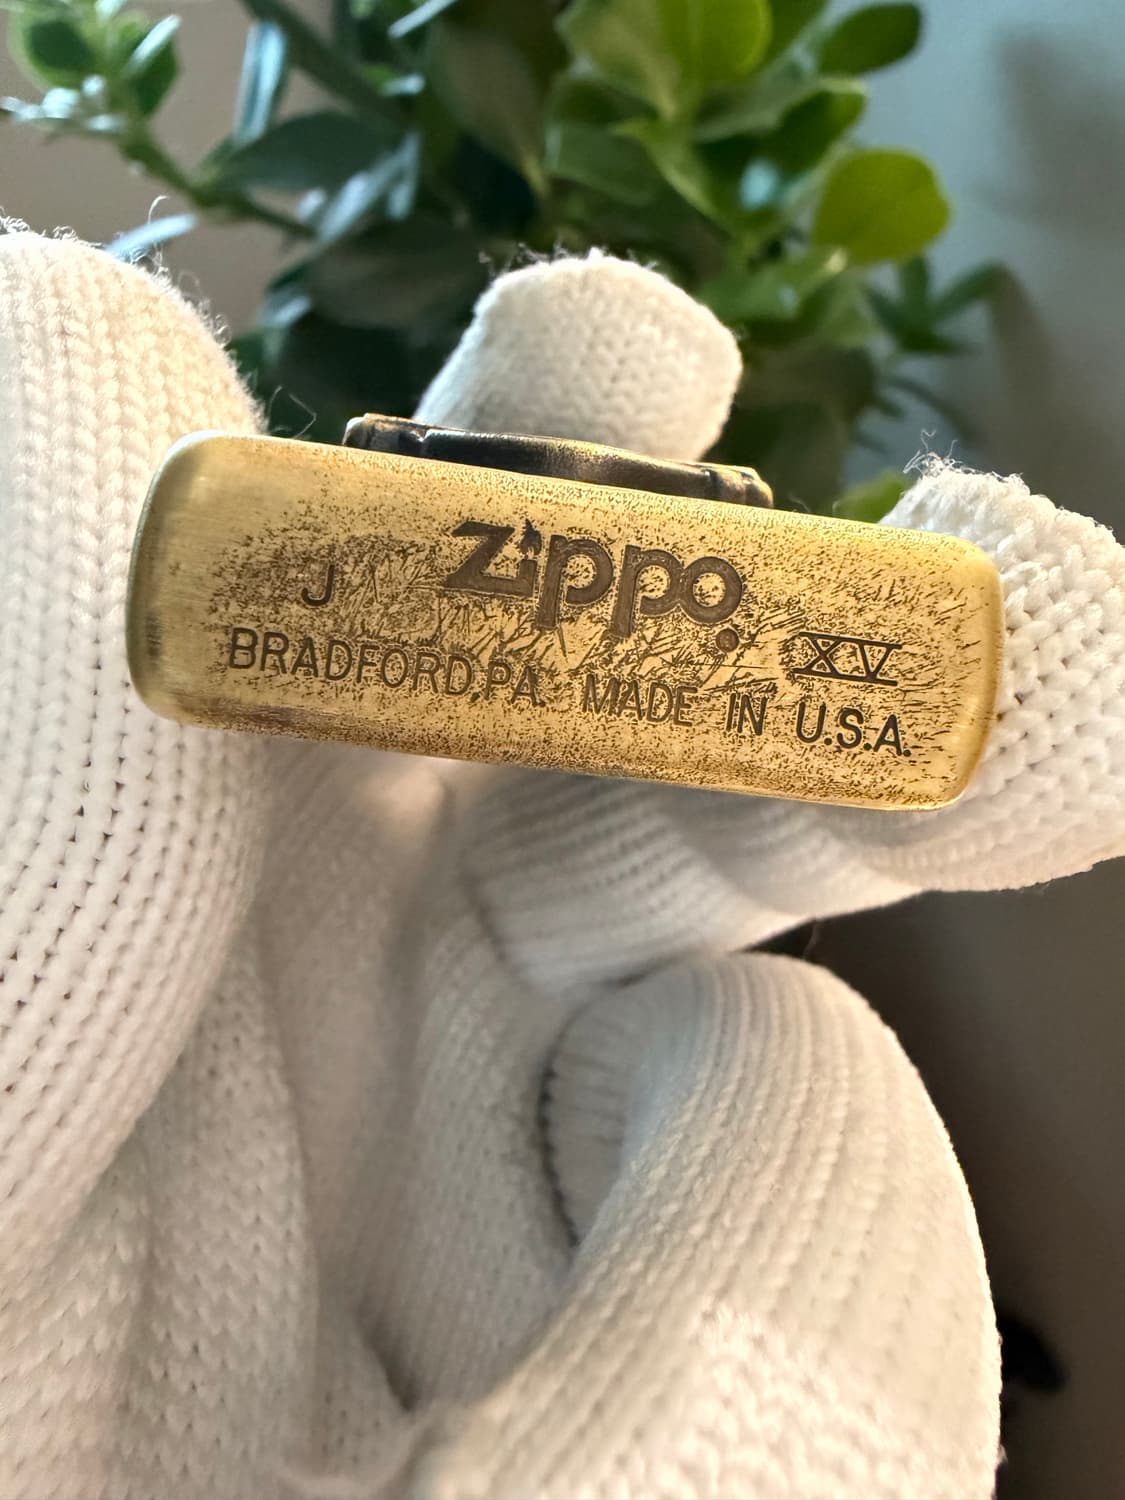 Zippo
J XV
BRADFORD,PA. MADE IN U.S.A.